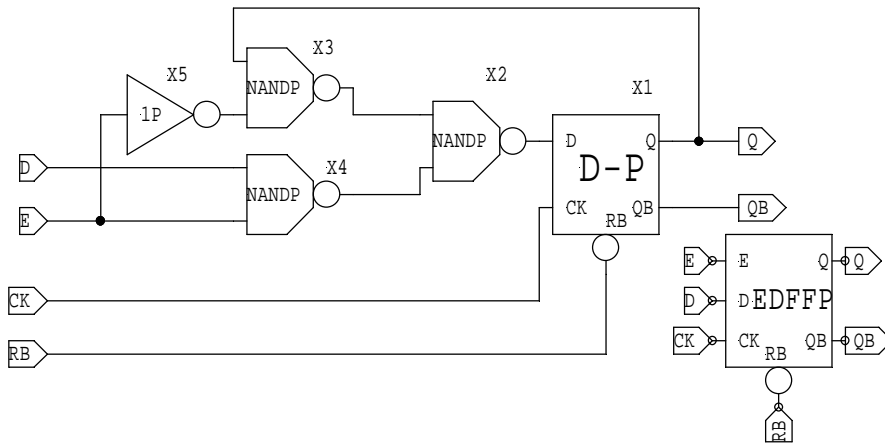 X3
X2
X5
X1
NANDP
1P
NANDP
D
Q
Q
D
X4
D-P
NANDP
CK
QB
QB
E
RB
E
E
Q
Q
CK
D
D
EDFFP
RB
CK
CK
QB
QB
RB
RB